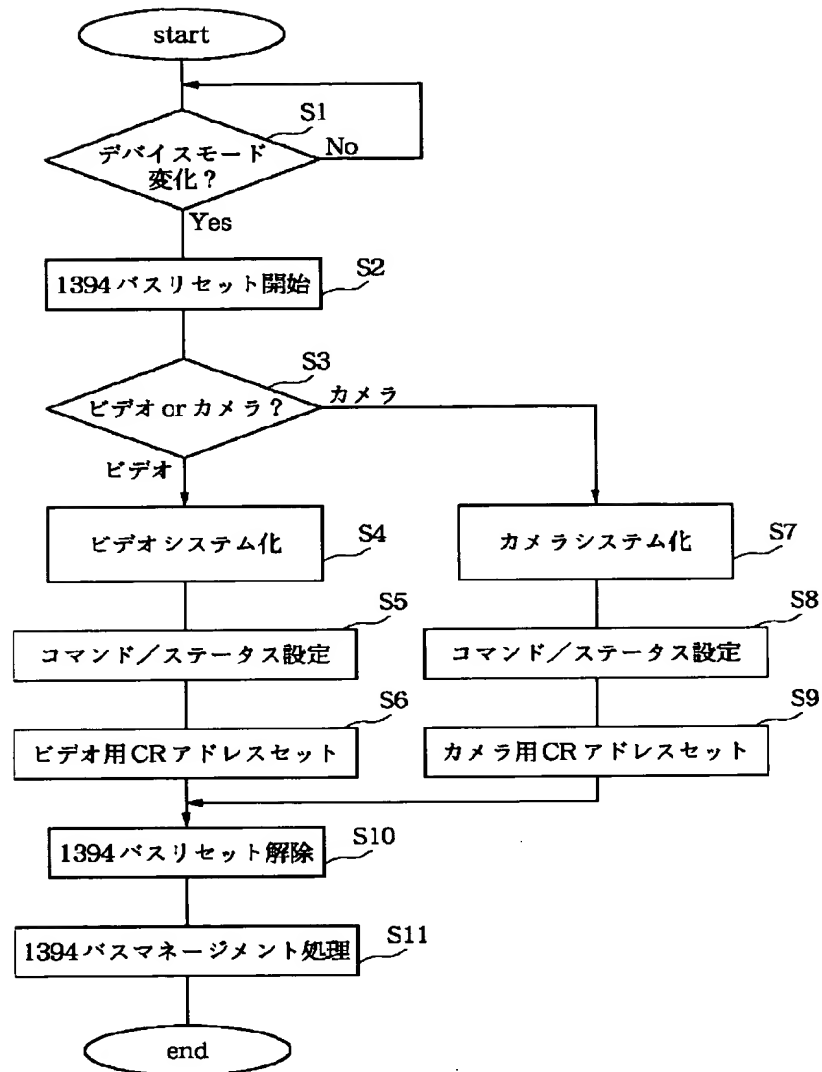 start
S1
デバイスモード
変化？
No
Yes
S2
1394バスリセット開始
S3
ビデオorカメラ？
カメラ
ビデオ
ビデオシステム化
S4
カメラシステム化
S7
S5
コマンド／ステータス設定
S8
コマンド／ステータス設定
S6
ビデオ用CRアドレスセット
S9
カメラ用CRアドレスセット
1394バスリセット解除
S10
1394バスマネージメント処理
S11
end